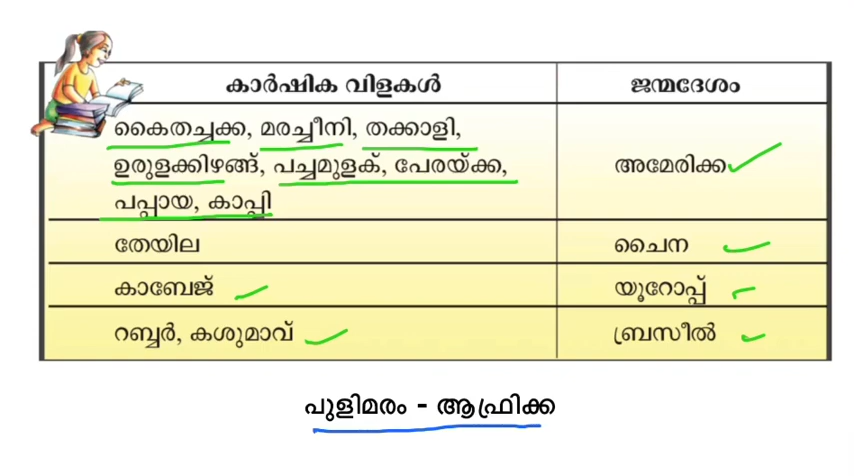 കാർഷിക വിളകൾ ജന്മദേശം
കൈതച്ചക്ക, മരച്ചീനി, തക്കാളി,
ഉരുളക്കിഴങ്ങ്, പച്ചമുളക്, പേരയ്ക്ക, അമേരിക്ക
പപ്പായ, കാപ്പി
തേയില ചൈന
കാബേജ് യൂറോപ്പ്
റബ്ബർ, കശുമാവ് ബ്രസീൽ
പുളിമരം - ആഫ്രിക്ക